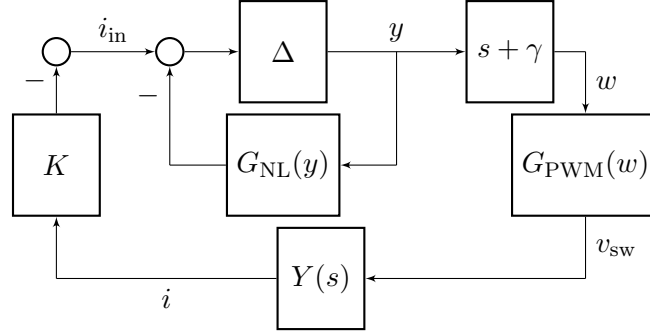 i_in
y
Δ
s + γ
−
−
w
K
G_NL(y)
G_PWM(w)
v_sw
Y(s)
i